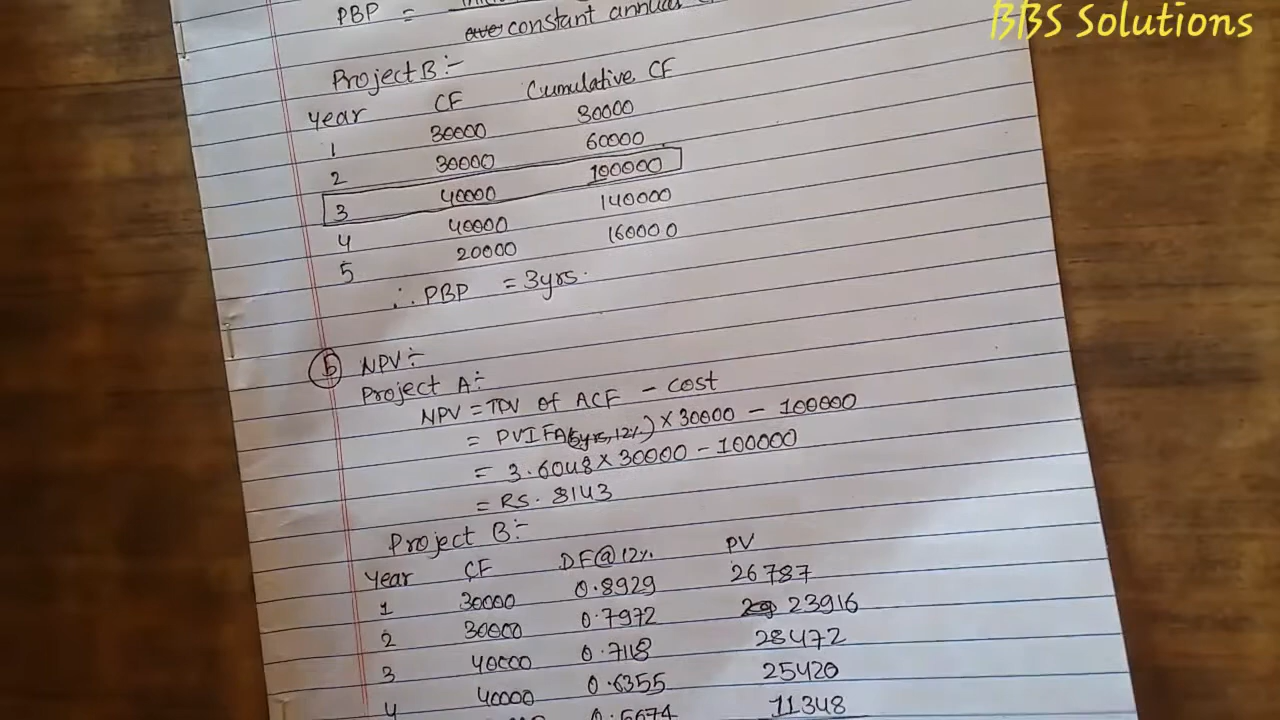 BBS Solutions
PBP =
constant annual
Project B:-
Year CF Cumulative CF
1 30000 30000
2 30000 60000
3 40000 100000
4 40000 140000
5 20000 160000
∴ PBP = 3yrs.
b NPV:-
Project A:-
NPV = TPV of ACF - cost
= PVIFA(5yrs,12%) × 30000 - 100000
= 3.6048 × 30000 - 100000
= RS. 8143
Project B:-
Year CF DF@12% PV
1 30000 0.8929 26787
2 30000 0.7972 23916
3 40000 0.7118 28472
4 40000 0.6355 25420
0.5674 11348